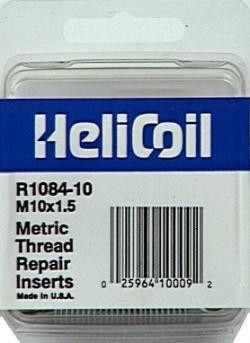 HeliCoil
R1084-10
M10x1.5
Metric
Thread
Repair
Inserts
Made in U.S.A.
0 25964 10009 2